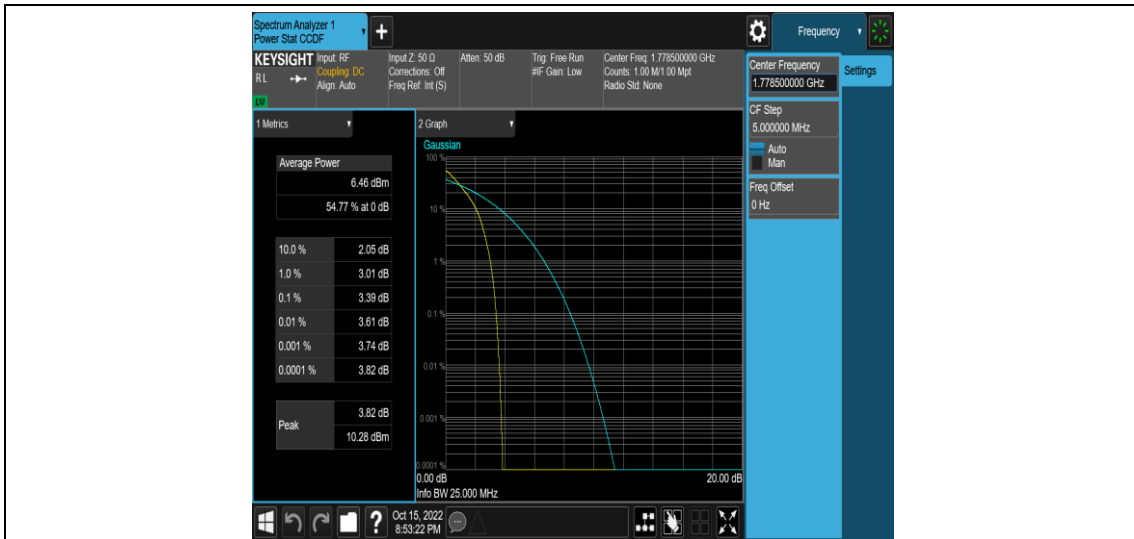 Spectrum Analyzer 1
Power Stat CCDF
+
Frequency
KEYSIGHT
RL
LXI
Input: RF
Coupling: DC
Align: Auto
Input Z: 50 Ω
Corrections: Off
Freq Ref: Int (S)
Atten: 50 dB
Trig: Free Run
#IF Gain: Low
Center Freq: 1.778500000 GHz
Counts: 1.00 M/1.00 Mpt
Radio Std: None
Center Frequency
1.778500000 GHz
Settings
CF Step
5.000000 MHz
Auto
Man
Freq Offset
0 Hz
1 Metrics
Average Power
6.46 dBm
54.77 % at 0 dB
10.0 % 2.05 dB
1.0 % 3.01 dB
0.1 % 3.39 dB
0.01 % 3.61 dB
0.001 % 3.74 dB
0.0001 % 3.82 dB
Peak
3.82 dB
10.28 dBm
2 Graph
Gaussian
100 %
10 %
1 %
0.1 %
0.01 %
0.001 %
0.0001 %
0.00 dB 20.00 dB
Info BW 25.000 MHz
?
Oct 15, 2022
8:53:22 PM